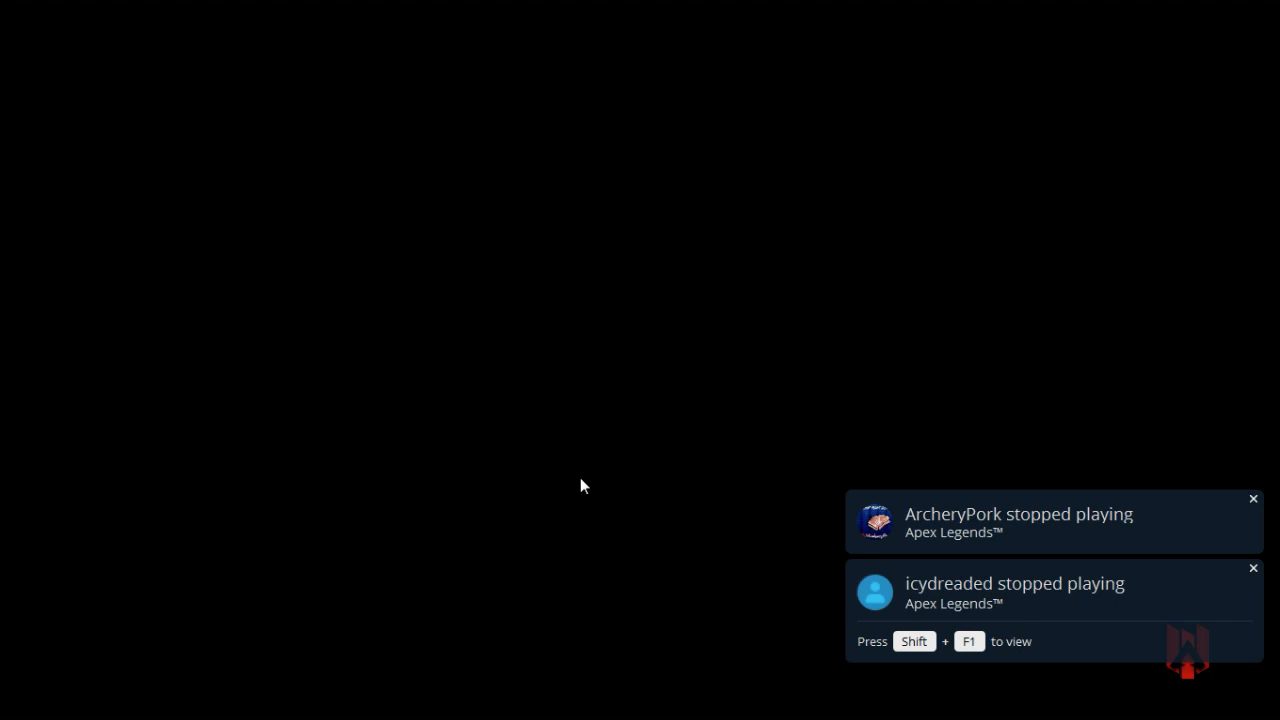 ArcheryPork stopped playing
Apex Legends™
icydreaded stopped playing
Apex Legends™
Press Shift + F1 to view